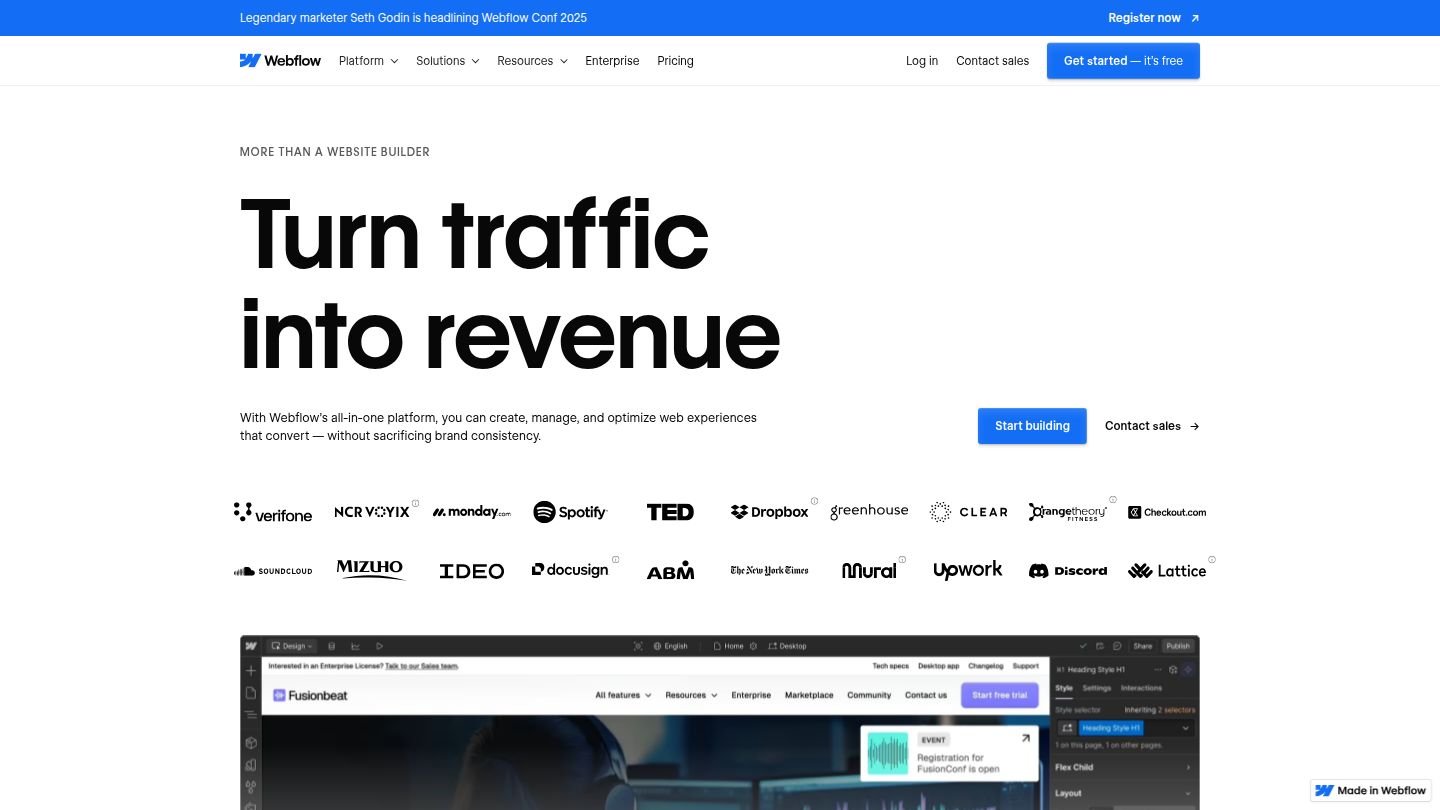 Legendary marketer Seth Godin is headlining Webflow Conf 2025
Register now
Webflow
Platform
Solutions
Resources
Enterprise
Pricing
Log in
Contact sales
Get started — it's free
MORE THAN A WEBSITE BUILDER
Turn traffic
into revenue
With Webflow's all-in-one platform, you can create, manage, and optimize web experiences
that convert — without sacrificing brand consistency.
Start building
Contact sales
verifone
NCR VOYIX
monday.com
Spotify
TED
Dropbox
greenhouse
CLEAR
Orangetheory
FITNESS
Checkout.com
SOUNDCLOUD
MIZUHO
IDEO
docusign
ABM
The New York Times
Mural
Upwork
Discord
Lattice
Design
English
Home
Desktop
Share
Publish
Interested in an Enterprise License? Talk to our Sales team.
Tech specs
Desktop app
Changelog
Support
Fusionbeat
All features
Resources
Enterprise
Marketplace
Community
Contact us
Start free trial
EVENT
Registration for
FusionConf is open
H1 Heading Style H1
Style
Settings
Interactions
Style selector
Inheriting 2 selectors
Heading Style H1
1 on this page, 1 on other pages.
Flex Child
Layout
Made in Webflow